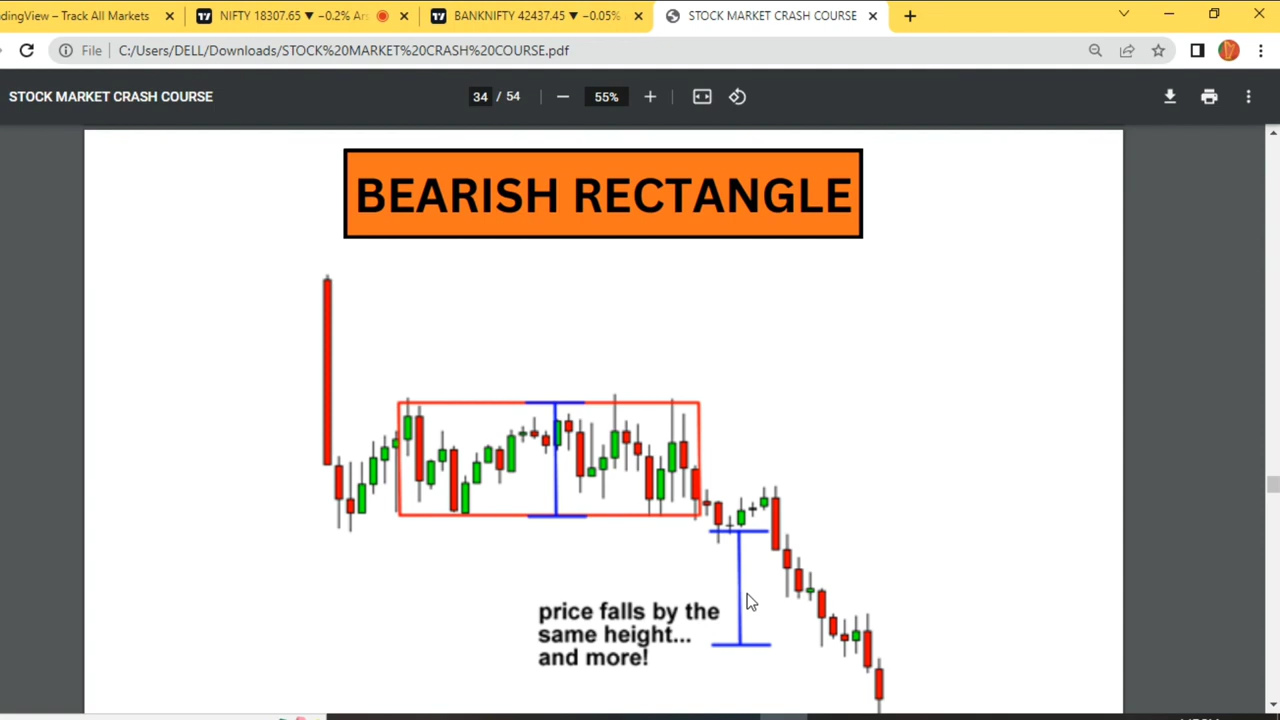 dingView – Track All Markets
NIFTY 18307.65 ▼ −0.2% A
BANKNIFTY 42437.45 ▼ −0.05%
STOCK MARKET CRASH COURSE
File
C:/Users/DELL/Downloads/STOCK%20MARKET%20CRASH%20COURSE.pdf
STOCK MARKET CRASH COURSE
34 / 54
55%
BEARISH RECTANGLE
price falls by the
same height...
and more!